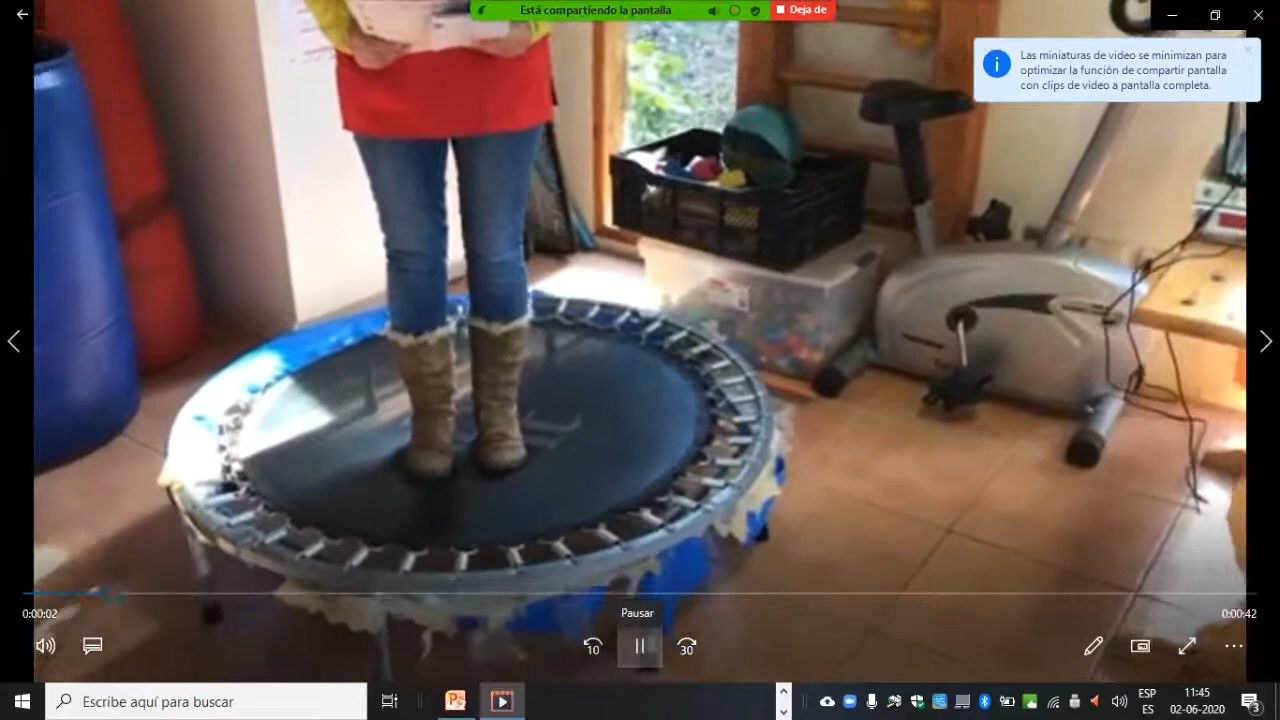 Está compartiendo la pantalla
Deja de
Las miniaturas de video se minimizan para
optimizar la función de compartir pantalla
con clips de video a pantalla completa.
Pausar
0:00:02
0:00:42
10
30
Escribe aquí para buscar
ESP
ES
11:45
02-06-2020
3